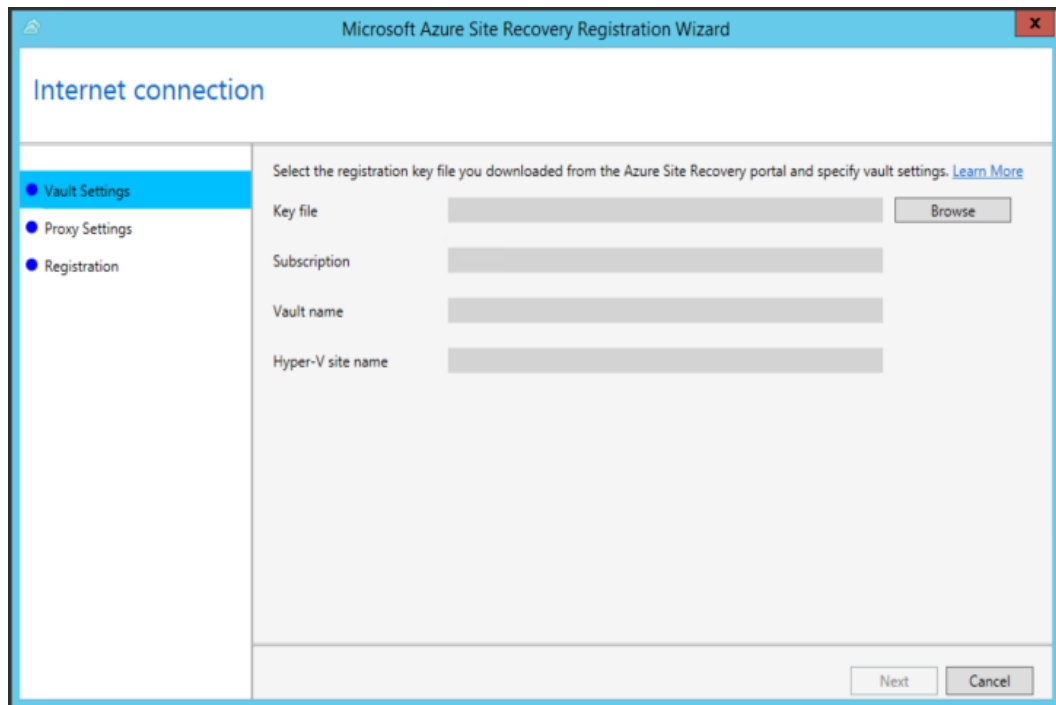 Microsoft Azure Site Recovery Registration Wizard
x
Internet connection
Vault Settings
Proxy Settings
Registration
Select the registration key file you downloaded from the Azure Site Recovery portal and specify vault settings. Learn More
Key file
Browse
Subscription
Vault name
Hyper-V site name
Next
Cancel